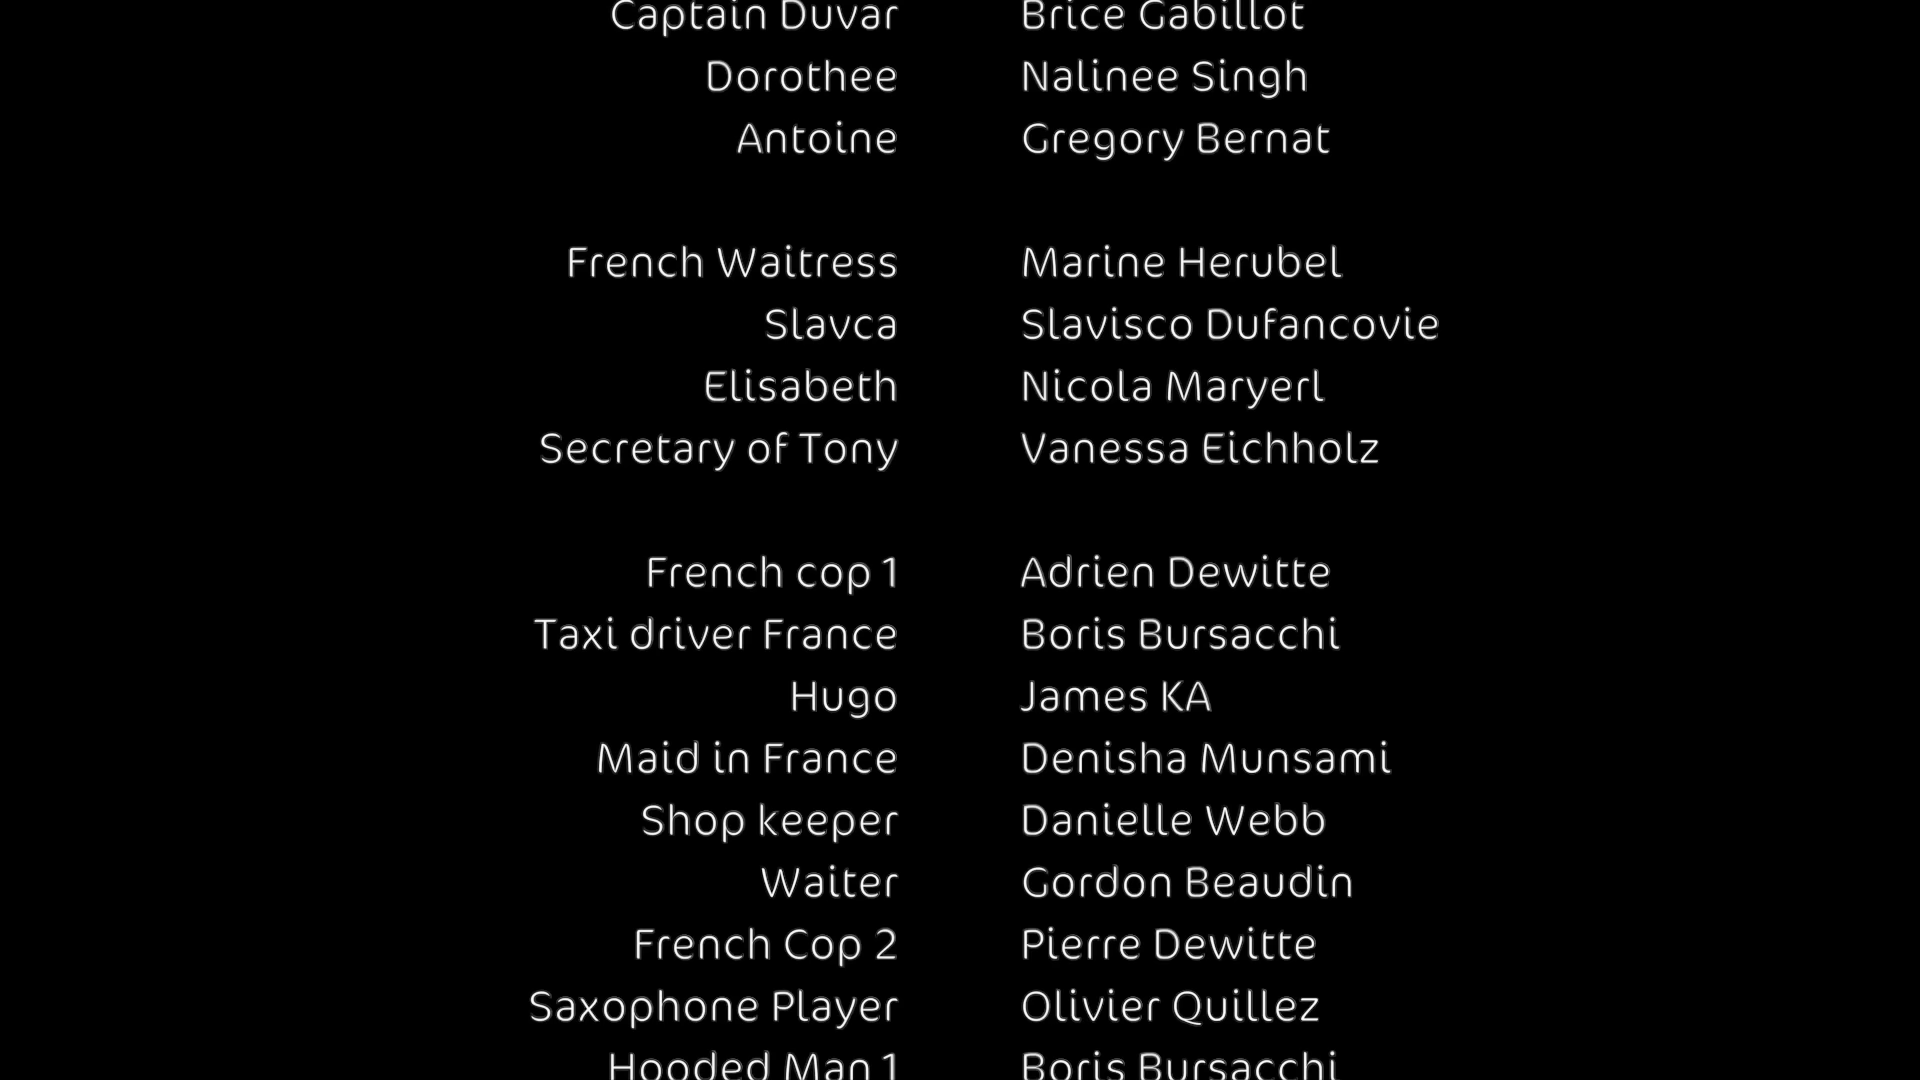 Captain Duvar Brice Gabillot
Dorothee Nalinee Singh
Antoine Gregory Bernat
French Waitress Marine Herubel
Slavca Slavisco Dufancovie
Elisabeth Nicola Maryerl
Secretary of Tony Vanessa Eichholz
French cop 1 Adrien Dewitte
Taxi driver France Boris Bursacchi
Hugo James KA
Maid in France Denisha Munsami
Shop keeper Danielle Webb
Waiter Gordon Beaudin
French Cop 2 Pierre Dewitte
Saxophone Player Olivier Quillez
Hooded Man 1 Boris Bursacchi